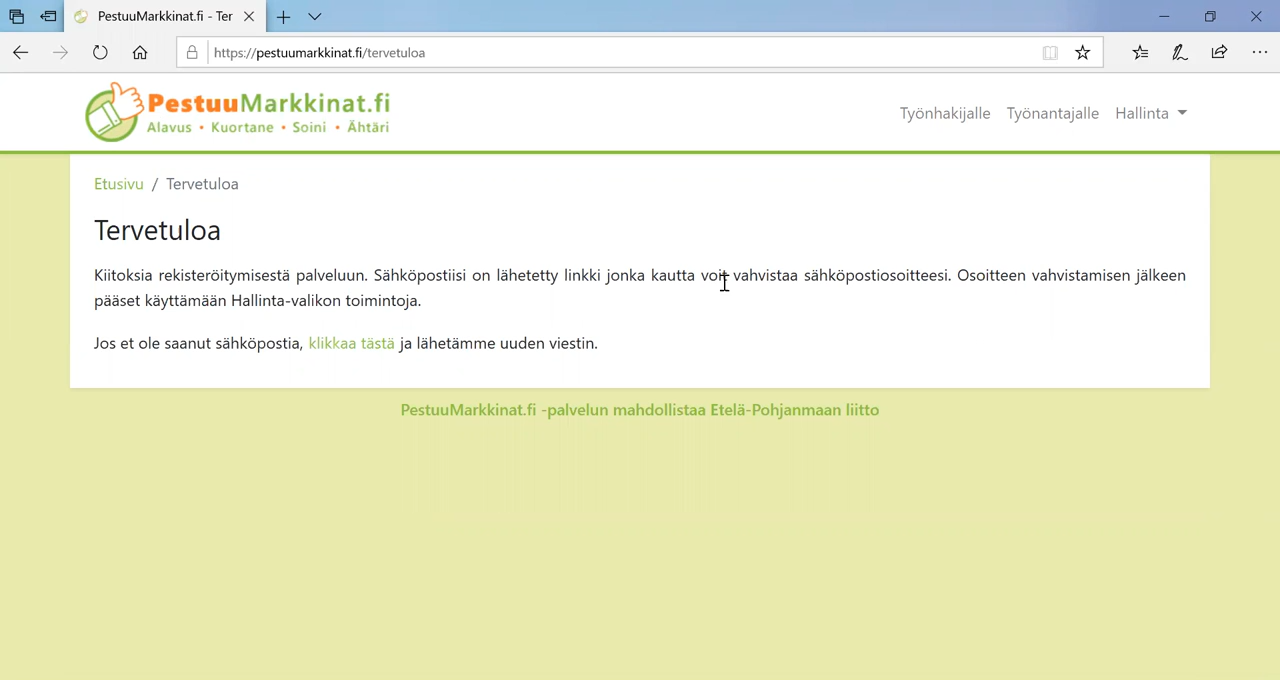 PestuuMarkkinat.fi - Ter
https://pestuumarkkinat.fi/tervetuloa
PestuuMarkkinat.fi
Alavus • Kuortane • Soini • Ähtäri
Työnhakijalle Työnantajalle Hallinta
Etusivu / Tervetuloa
Tervetuloa
Kiitoksia rekisteröitymisestä palveluun. Sähköpostiisi on lähetetty linkki jonka kautta voit vahvistaa sähköpostiosoitteesi. Osoitteen vahvistamisen jälkeen
pääset käyttämään Hallinta-valikon toimintoja.
Jos et ole saanut sähköpostia, klikkaa tästä ja lähetämme uuden viestin.
PestuuMarkkinat.fi -palvelun mahdollistaa Etelä-Pohjanmaan liitto